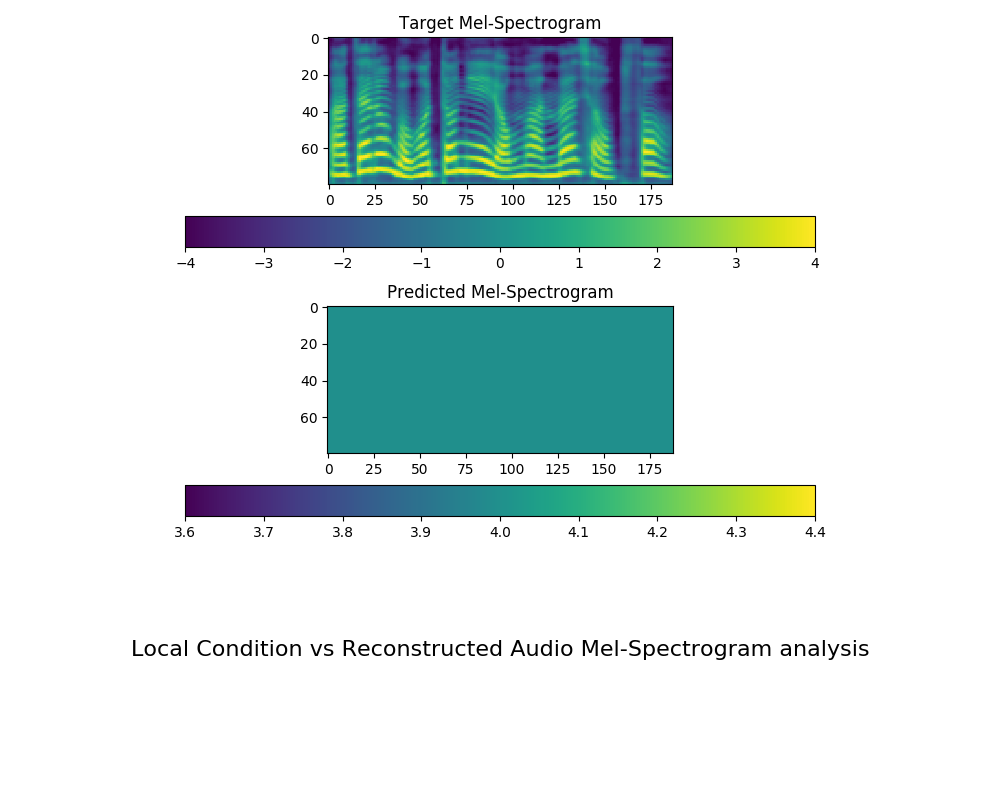 Target Mel-Spectrogram
0
20
40
60
0 25 50 75 100 125 150 175
−4 −3 −2 −1 0 1 2 3 4
Predicted Mel-Spectrogram
0
20
40
60
0 25 50 75 100 125 150 175
3.6 3.7 3.8 3.9 4.0 4.1 4.2 4.3 4.4
Local Condition vs Reconstructed Audio Mel-Spectrogram analysis